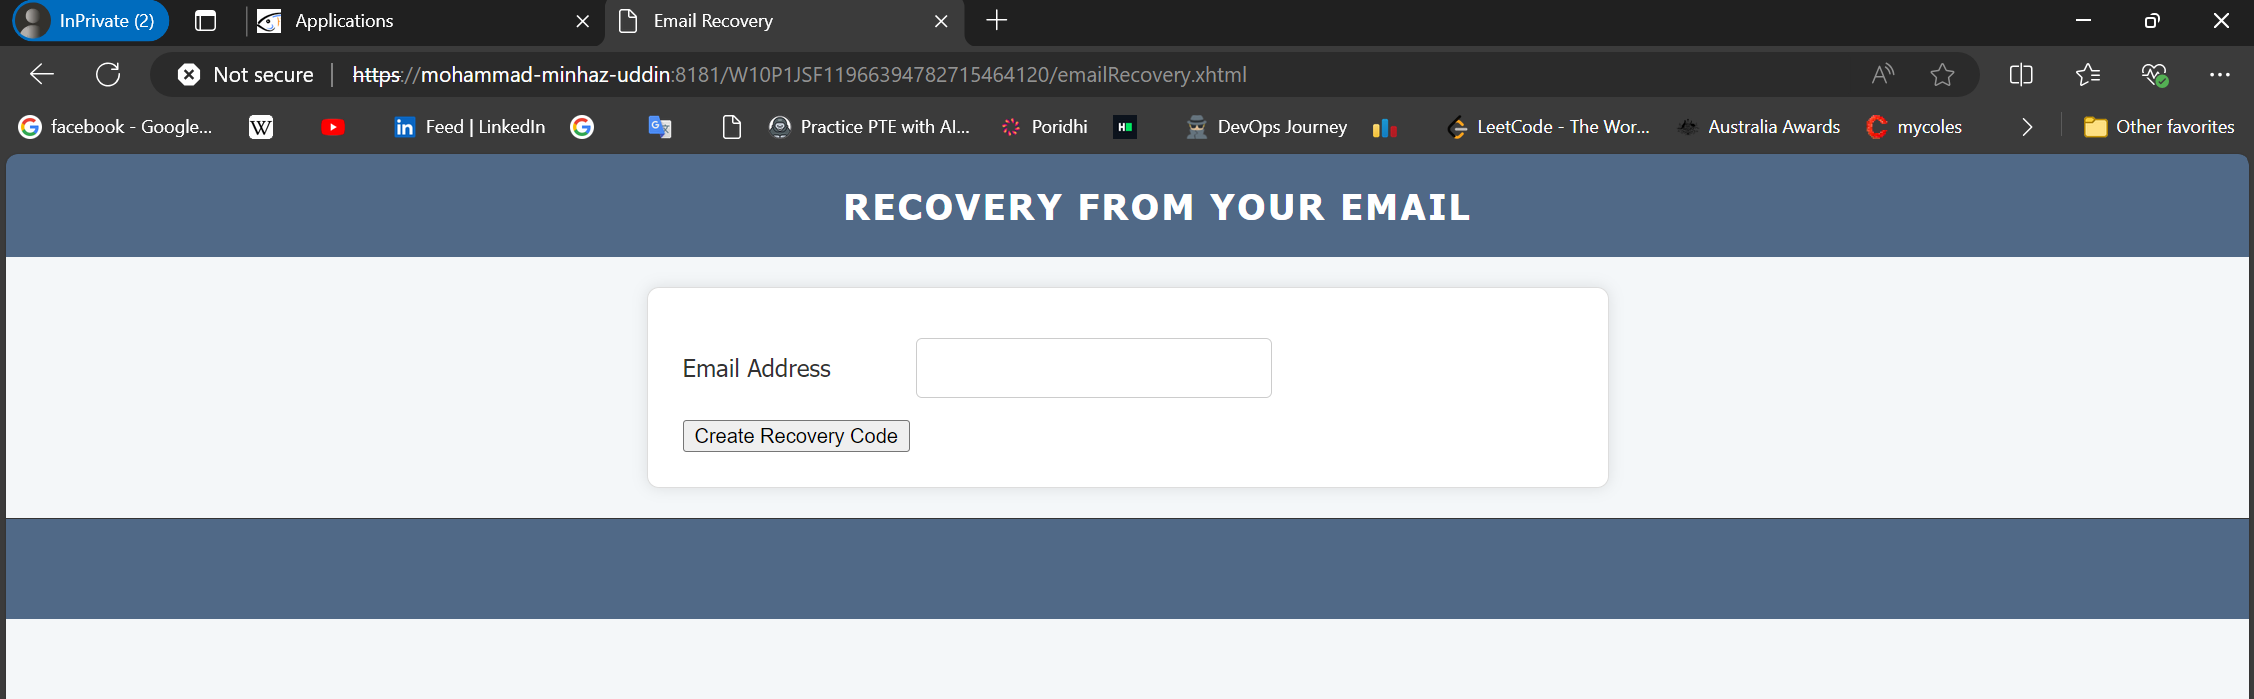 InPrivate (2)
Applications
Email Recovery
Not secure
https://mohammad-minhaz-uddin:8181/W10P1JSF11966394782715464120/emailRecovery.xhtml
facebook - Google...
W
in Feed | LinkedIn
Practice PTE with AI...
Poridhi
H
DevOps Journey
LeetCode - The Wor...
Australia Awards
mycoles
Other favorites
RECOVERY FROM YOUR EMAIL
Email Address
Create Recovery Code